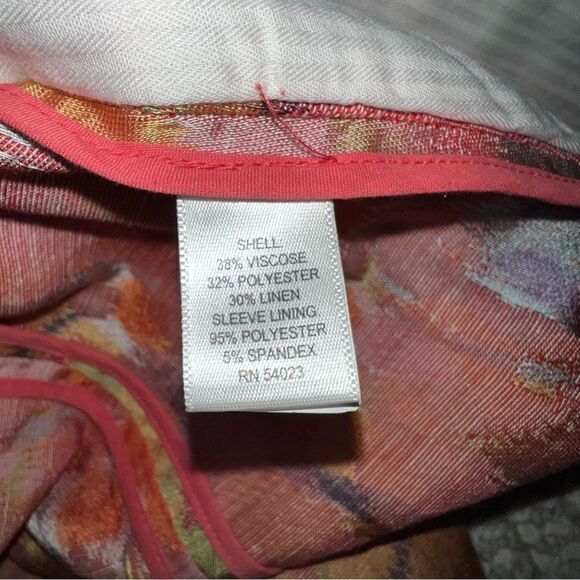 SHELL:
38% VISCOSE
32% POLYESTER
30% LINEN
SLEEVE LINING
95% POLYESTER
5% SPANDEX
RN 54023